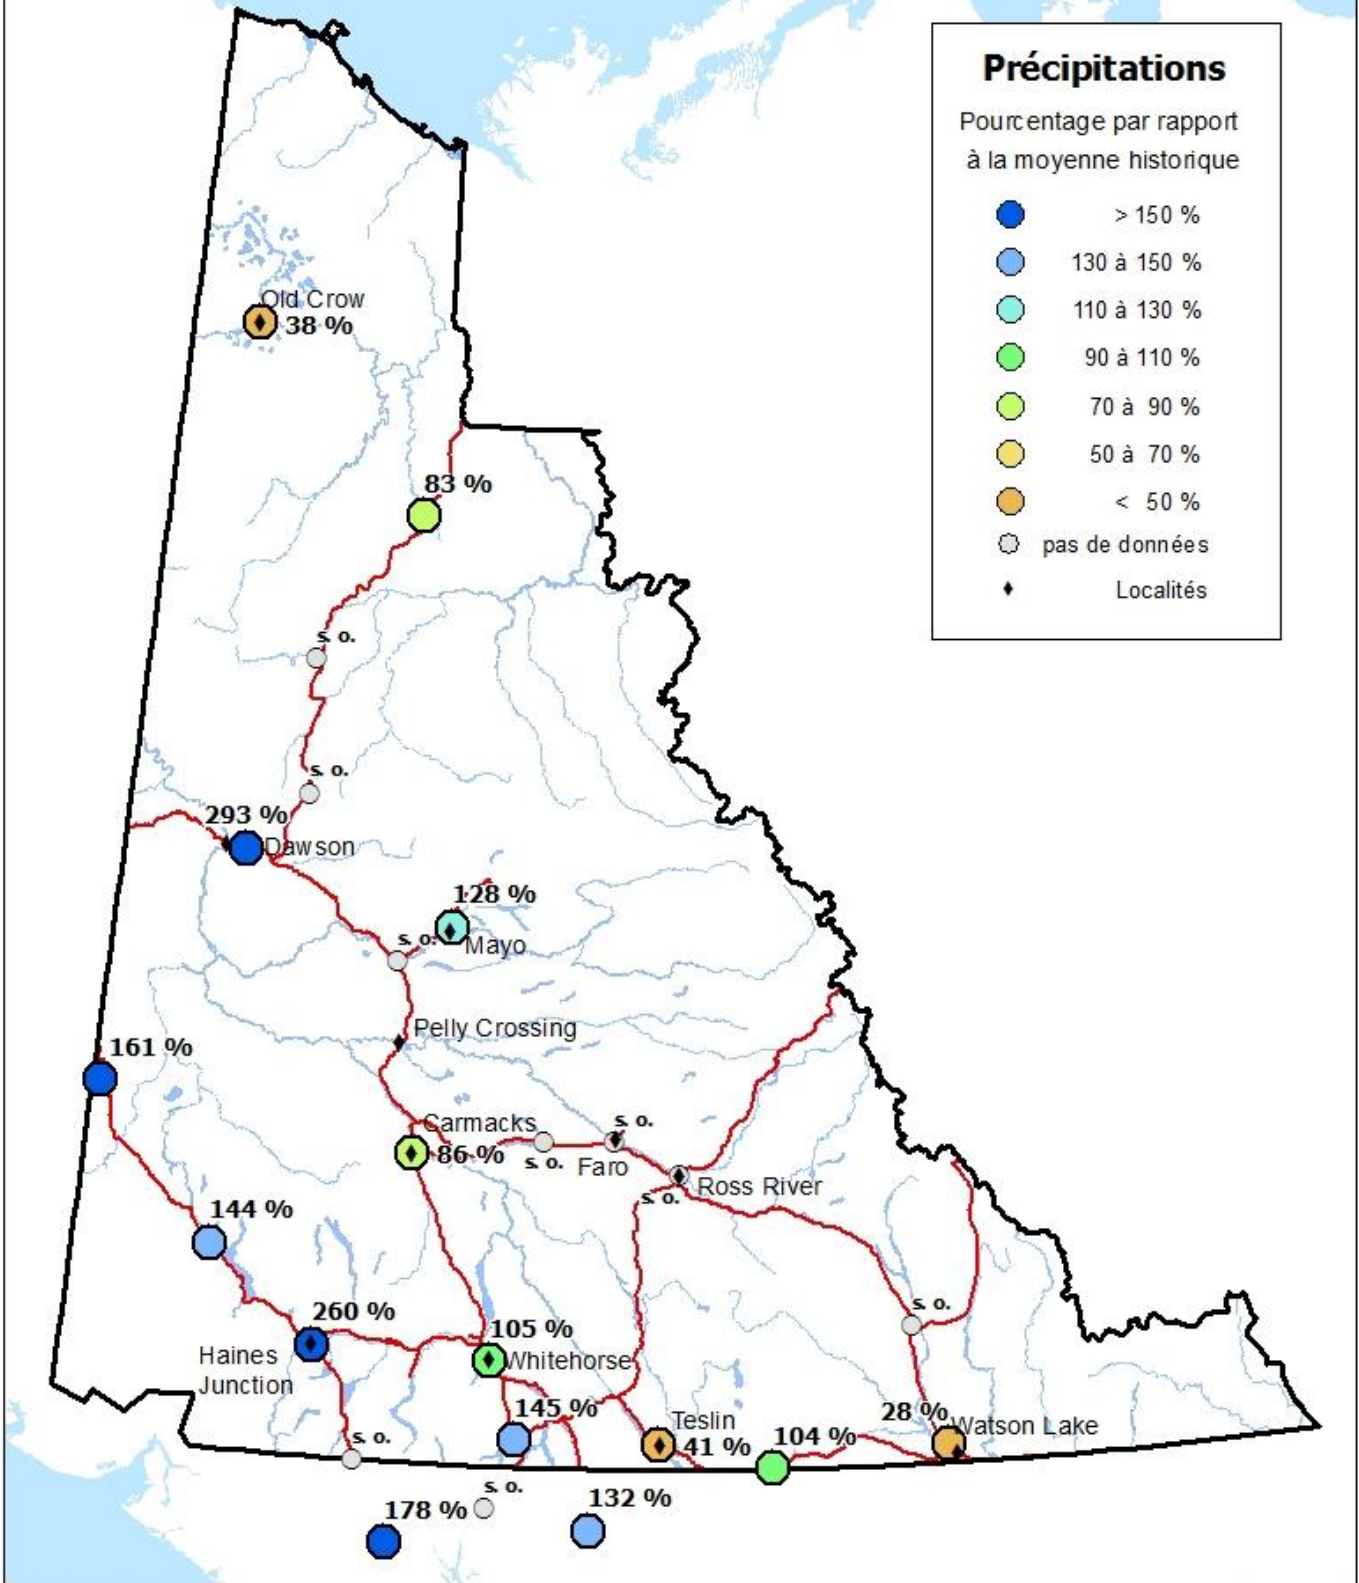 Précipitations
Pourcentage par rapport
à la moyenne historique
> 150 %
130 à 150 %
110 à 130 %
90 à 110 %
70 à 90 %
50 à 70 %
< 50 %
pas de données
Localités
Old Crow
38 %
83 %
s. o.
s. o.
293 %
Dawson
128 %
s. o.
Mayo
Pelly Crossing
161 %
Carmacks
s. o.
86 %
s. o.
Faro
Ross River
s. o.
144 %
260 %
s. o.
105 %
Haines
Junction
Whitehorse
145 %
28 %
Teslin
Watson Lake
41 %
104 %
s. o.
s. o.
132 %
178 %